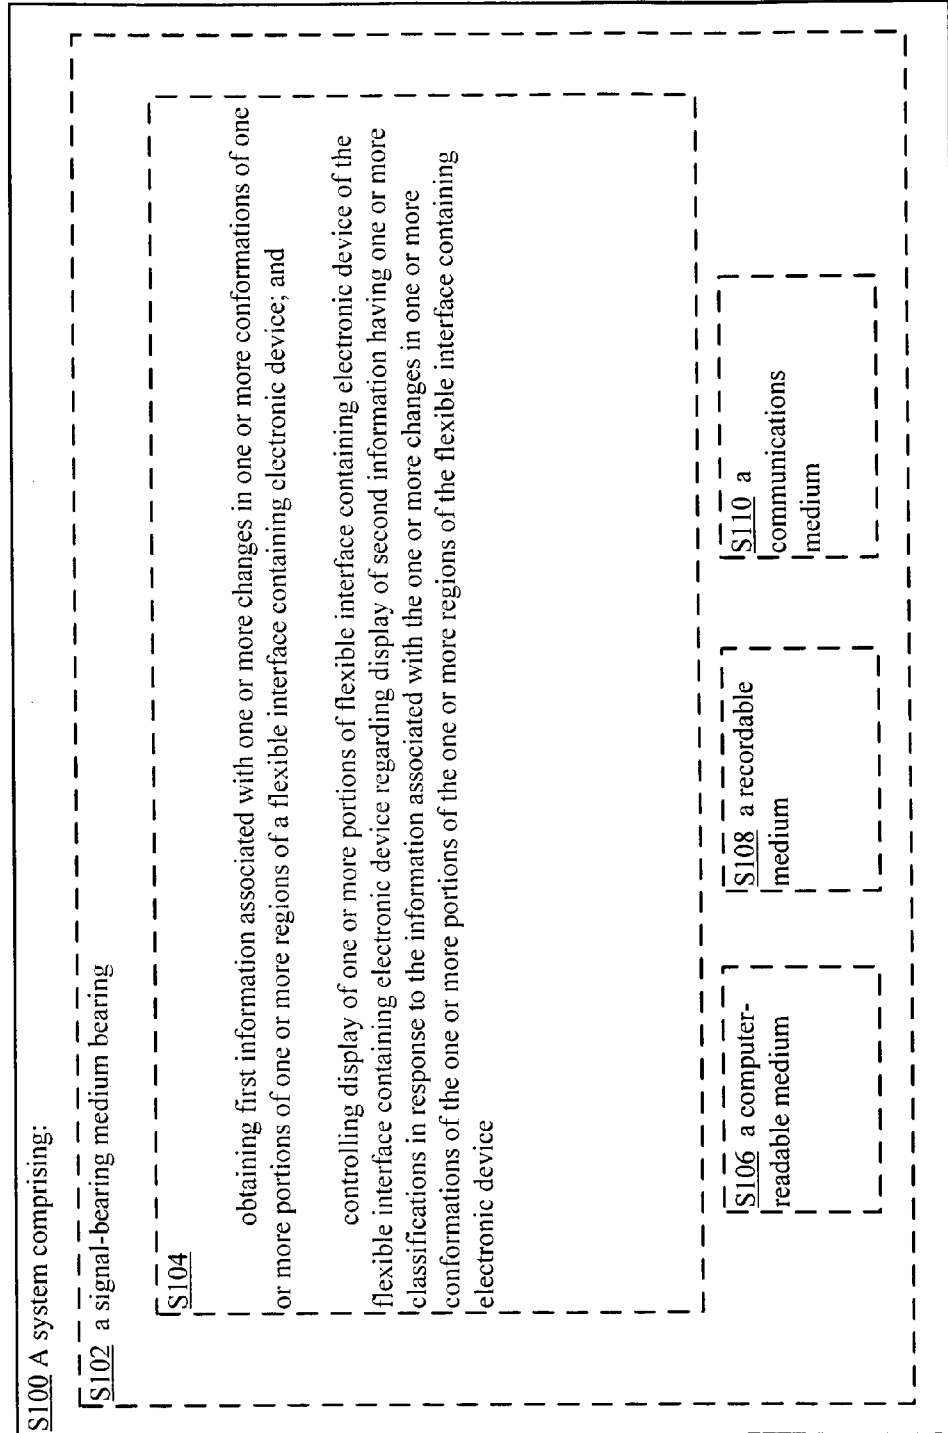 S100 A system comprising:
S102 a signal-bearing medium bearing
S104
obtaining first information associated with one or more changes in one or more conformations of one
or more portions of one or more regions of a flexible interface containing electronic device; and
controlling display of one or more portions of flexible interface containing electronic device of the
flexible interface containing electronic device regarding display of second information having one or more
classifications in response to the information associated with the one or more changes in one or more
conformations of the one or more portions of the one or more regions of the flexible interface containing
electronic device
S106 a computer-
readable medium
S108 a recordable
medium
S110 a
communications
medium